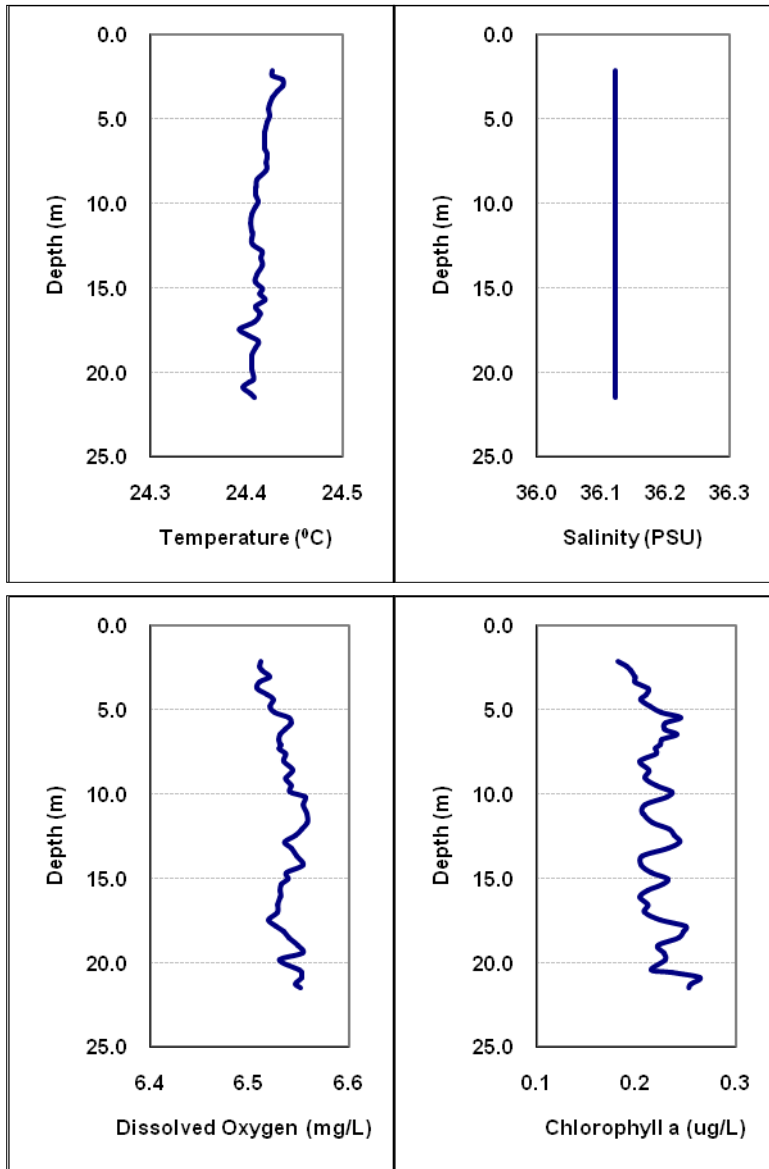 0.0 0.0
5.0 5.0
10.0 10.0
15.0 15.0
20.0 20.0
25.0 25.0
Depth (m) Depth (m)
24.3 24.4 24.5 36.0 36.1 36.2 36.3
Temperature (⁰C) Salinity (PSU)
0.0 0.0
5.0 5.0
10.0 10.0
15.0 15.0
20.0 20.0
25.0 25.0
Depth (m) Depth (m)
6.4 6.5 6.6 0.1 0.2 0.3
Dissolved Oxygen (mg/L) Chlorophyll a (ug/L)